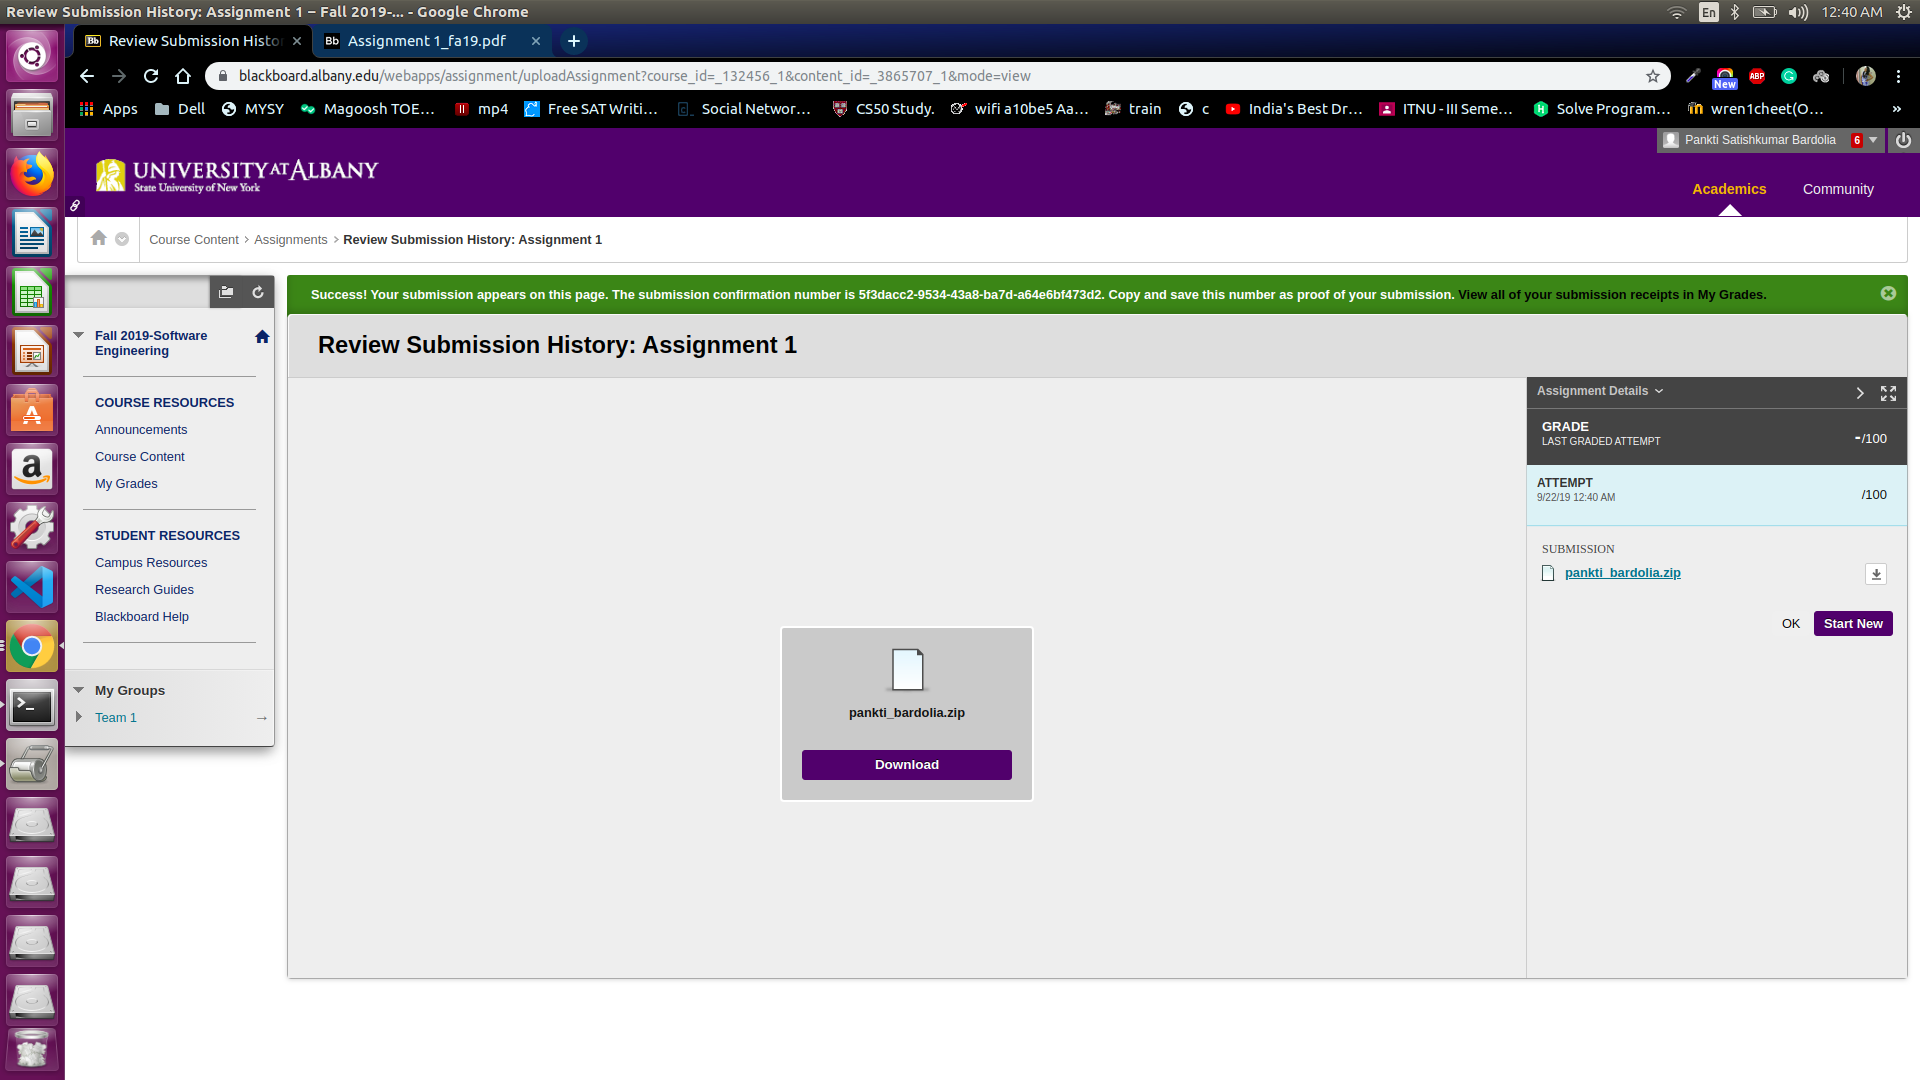 Review Submission History: Assignment 1 – Fall 2019-... - Google Chrome
En
12:40 AM
Bb Review Submission Histo
Bb Assignment 1_fa19.pdf
blackboard.albany.edu/webapps/assignment/uploadAssignment?course_id=_132456_1&content_id=_3865707_1&mode=view
ABP
New
Apps
Dell
MYSY
Magoosh TOE...
mp4
Free SAT Writi...
Social Networ...
CS50 Study.
wifi a10be5 Aa...
train
c
India's Best Dr...
ITNU - III Seme...
Solve Program...
wren1cheet(O...
»
Pankti Satishkumar Bardolia 6
UNIVERSITY AT ALBANY
State University of New York
Academics
Community
Course Content
Assignments
Review Submission History: Assignment 1
Success! Your submission appears on this page. The submission confirmation number is 5f3dacc2-9534-43a8-ba7d-a64e6bf473d2. Copy and save this number as proof of your submission. View all of your submission receipts in My Grades.
Fall 2019-Software
Engineering
COURSE RESOURCES
Announcements
Course Content
My Grades
STUDENT RESOURCES
Campus Resources
Research Guides
Blackboard Help
My Groups
Team 1
Review Submission History: Assignment 1
pankti_bardolia.zip
Download
Assignment Details
GRADE
LAST GRADED ATTEMPT
-/100
ATTEMPT
9/22/19 12:40 AM
/100
SUBMISSION
pankti_bardolia.zip
OK
Start New